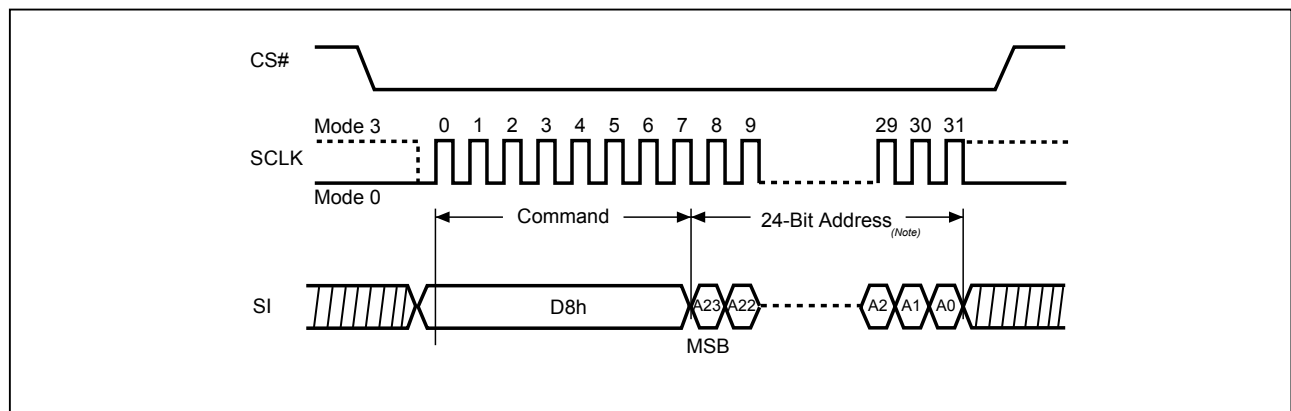 CS#
Mode 3
0 1 2 3 4 5 6 7 8 9 29 30 31
SCLK
Mode 0
Command
24-Bit Address (Note)
SI
D8h
A23 A22 A2 A1 A0
MSB